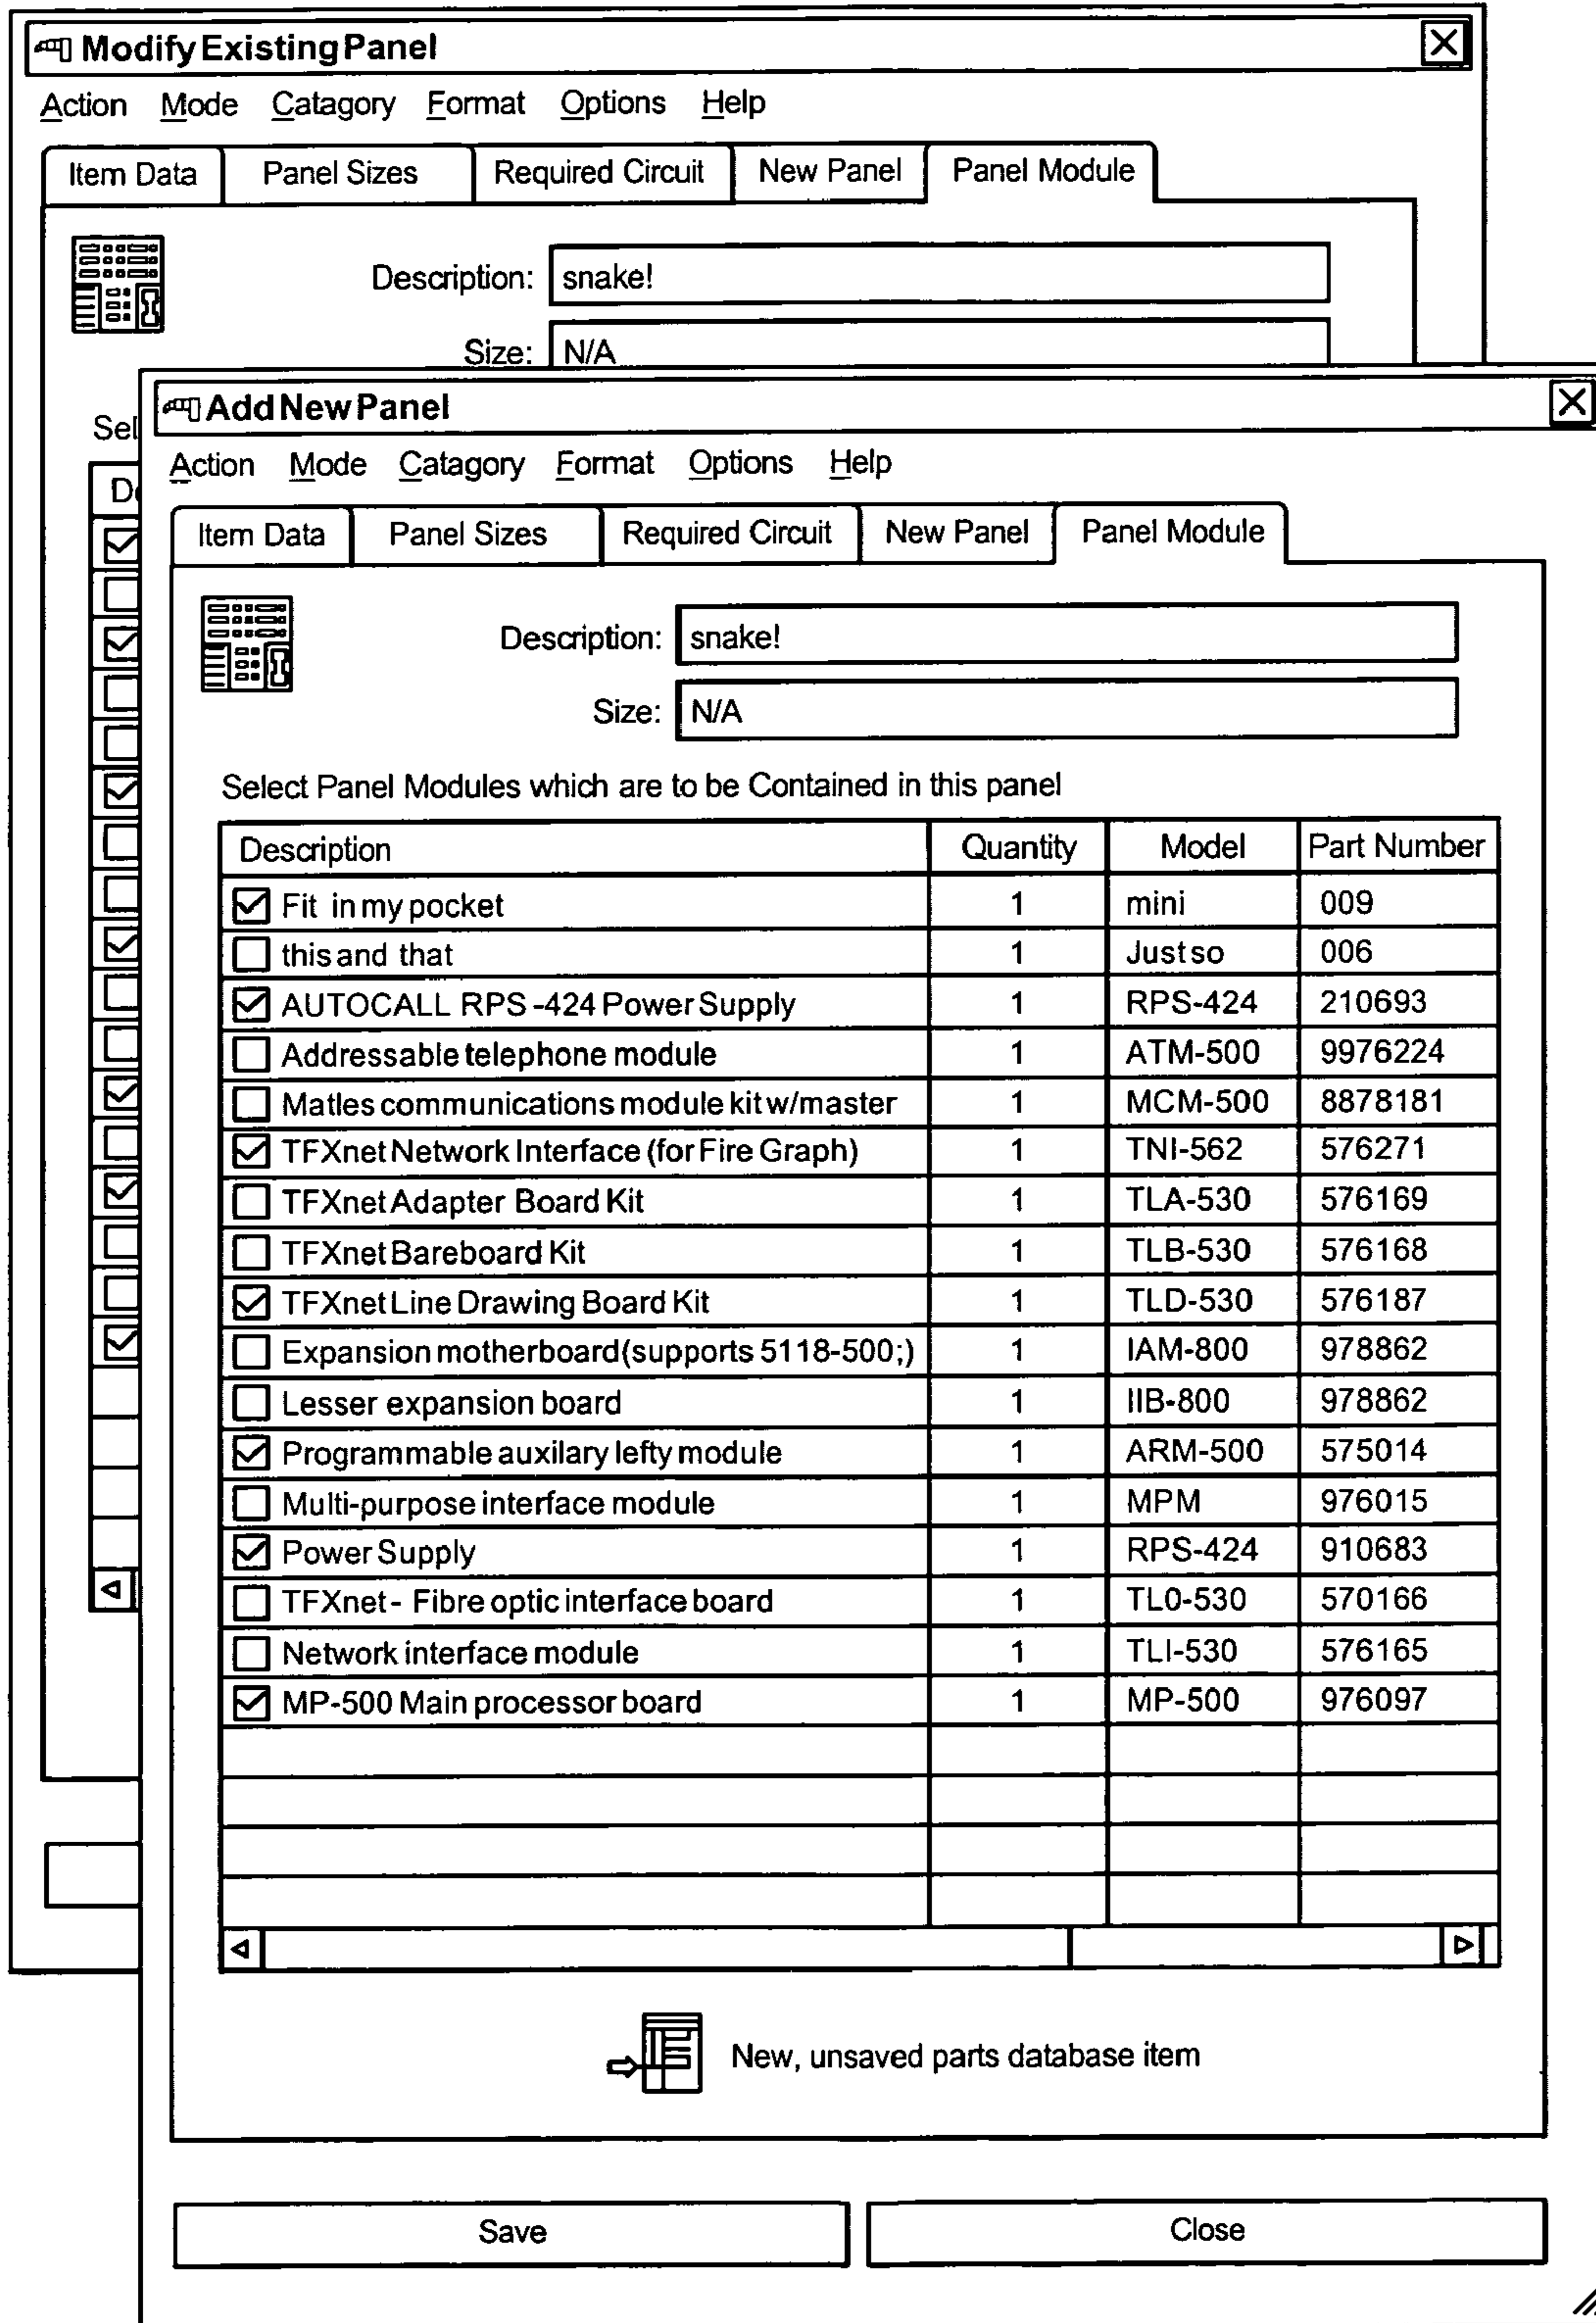 Modify Existing Panel
Action Mode Catagory Format Options Help
Item Data Panel Sizes Required Circuit New Panel Panel Module
Description: snake!
Size: N/A
Add New Panel
Action Mode Catagory Format Options Help
Item Data Panel Sizes Required Circuit New Panel Panel Module
Description: snake!
Size: N/A
Select Panel Modules which are to be Contained in this panel
Description Quantity Model Part Number
Fit in my pocket 1 mini 009
this and that 1 Just so 006
AUTOCALL RPS -424 Power Supply 1 RPS-424 210693
Addressable telephone module 1 ATM-500 9976224
Matles communications module kit w/master 1 MCM-500 8878181
TFXnet Network Interface (for Fire Graph) 1 TNI-562 576271
TFXnet Adapter Board Kit 1 TLA-530 576169
TFXnet Bareboard Kit 1 TLB-530 576168
TFXnet Line Drawing Board Kit 1 TLD-530 576187
Expansion motherboard (supports 5118-500;) 1 IAM-800 978862
Lesser expansion board 1 IIB-800 978862
Programmable auxilary lefty module 1 ARM-500 575014
Multi-purpose interface module 1 MPM 976015
Power Supply 1 RPS-424 910683
TFXnet - Fibre optic interface board 1 TL0-530 570166
Network interface module 1 TLI-530 576165
MP-500 Main processor board 1 MP-500 976097
New, unsaved parts database item
Save Close